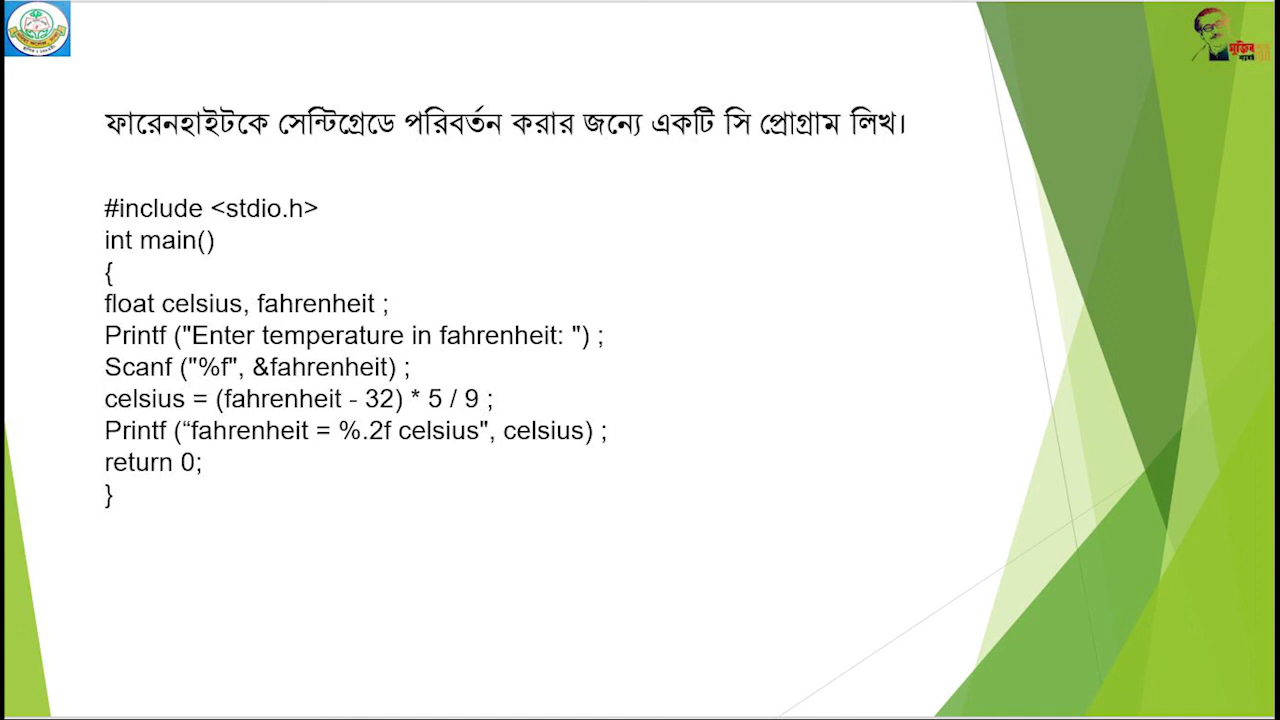 ফারেনহাইটকে সেন্টিগ্রেডে পরিবর্তন করার জন্যে একটি সি প্রোগ্রাম লিখ।
#include <stdio.h>
int main()
{
float celsius, fahrenheit ;
Printf ("Enter temperature in fahrenheit: ") ;
Scanf ("%f", &fahrenheit) ;
celsius = (fahrenheit - 32) * 5 / 9 ;
Printf (“fahrenheit = %.2f celsius", celsius) ;
return 0;
}